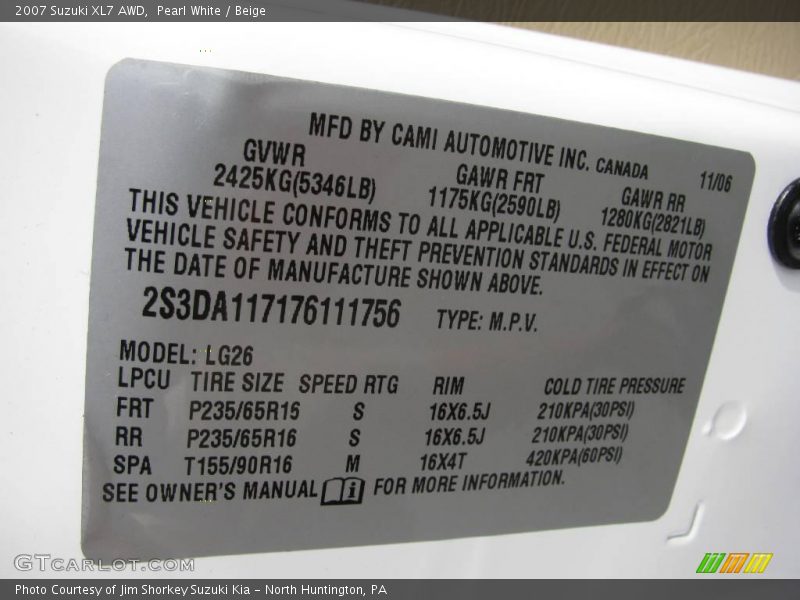 2007 Suzuki XL7 AWD, Pearl White / Beige
MFD BY CAMI AUTOMOTIVE INC. CANADA 11/06
GVWR GAWR FRT GAWR RR
2425KG(5346LB) 1175KG(2590LB) 1280KG(2821LB)
THIS VEHICLE CONFORMS TO ALL APPLICABLE U.S. FEDERAL MOTOR
VEHICLE SAFETY AND THEFT PREVENTION STANDARDS IN EFFECT ON
THE DATE OF MANUFACTURE SHOWN ABOVE.
2S3DA117176111756 TYPE: M.P.V.
MODEL: LG26
LPCU TIRE SIZE SPEED RTG RIM COLD TIRE PRESSURE
FRT P235/65R16 S 16X6.5J 210KPA(30PSI)
RR P235/65R16 S 16X6.5J 210KPA(30PSI)
SPA T155/90R16 M 16X4T 420KPA(60PSI)
SEE OWNER'S MANUAL i FOR MORE INFORMATION.
GTCARLOT.COM
Photo Courtesy of Jim Shorkey Suzuki Kia - North Huntington, PA